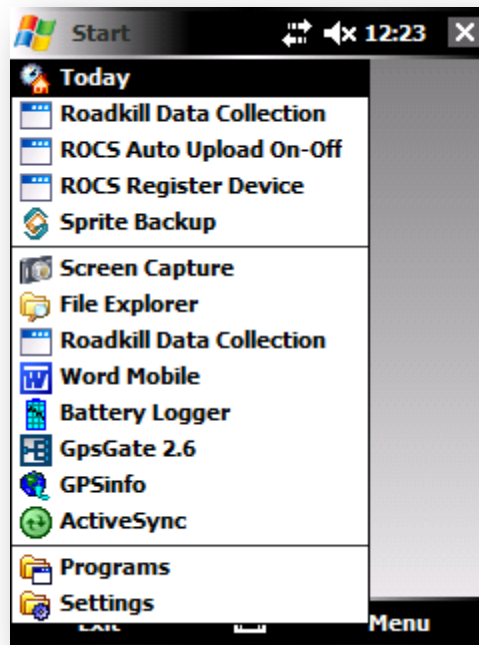 Start 12:23
Today
Roadkill Data Collection
ROCS Auto Upload On-Off
ROCS Register Device
Sprite Backup
Screen Capture
File Explorer
Roadkill Data Collection
Word Mobile
Battery Logger
GpsGate 2.6
GPSinfo
ActiveSync
Programs
Settings
Exit Menu